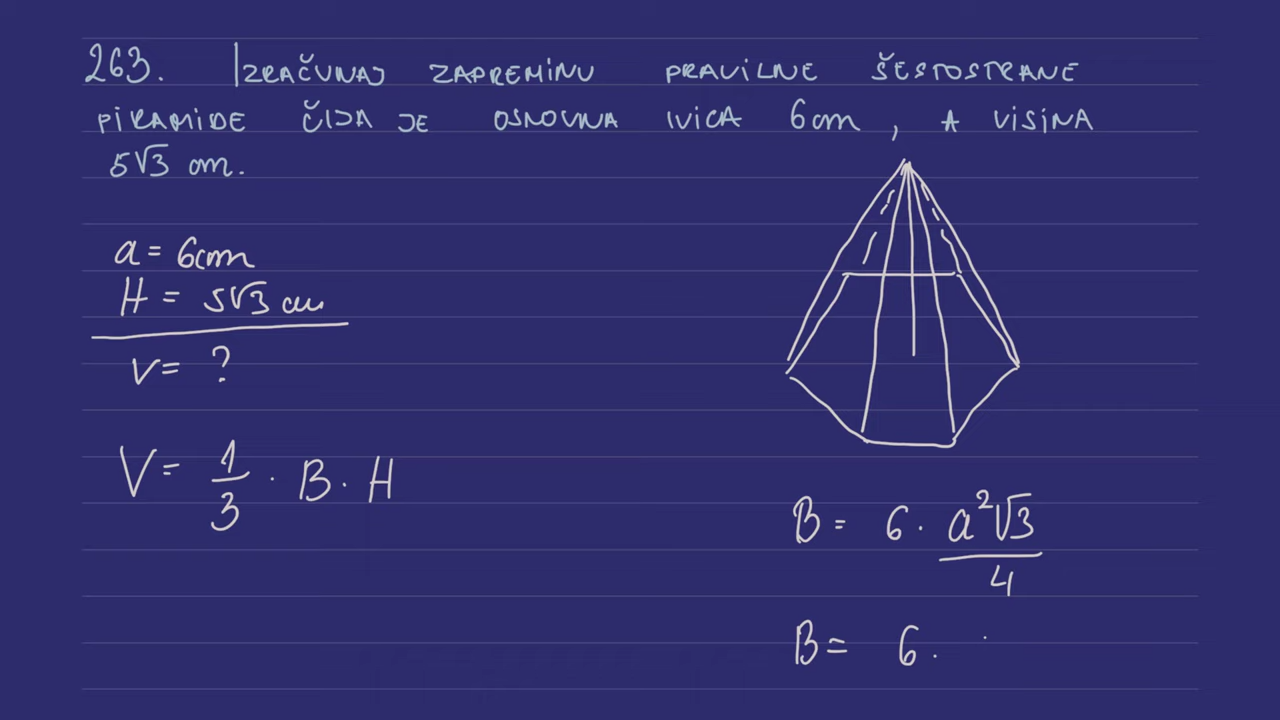 263. IZRAČUNAJ ZAPREMINU PRAVILNE ŠESTOSTRANE
PIRAMIDE ČIJA JE OSNOVNA IVICA 6cm, A VISINA
5√3 cm.
a = 6cm
H = 5√3 cm
V = ?
V = 1/3 · B · H
B = 6 · a²√3/4
B = 6 ·